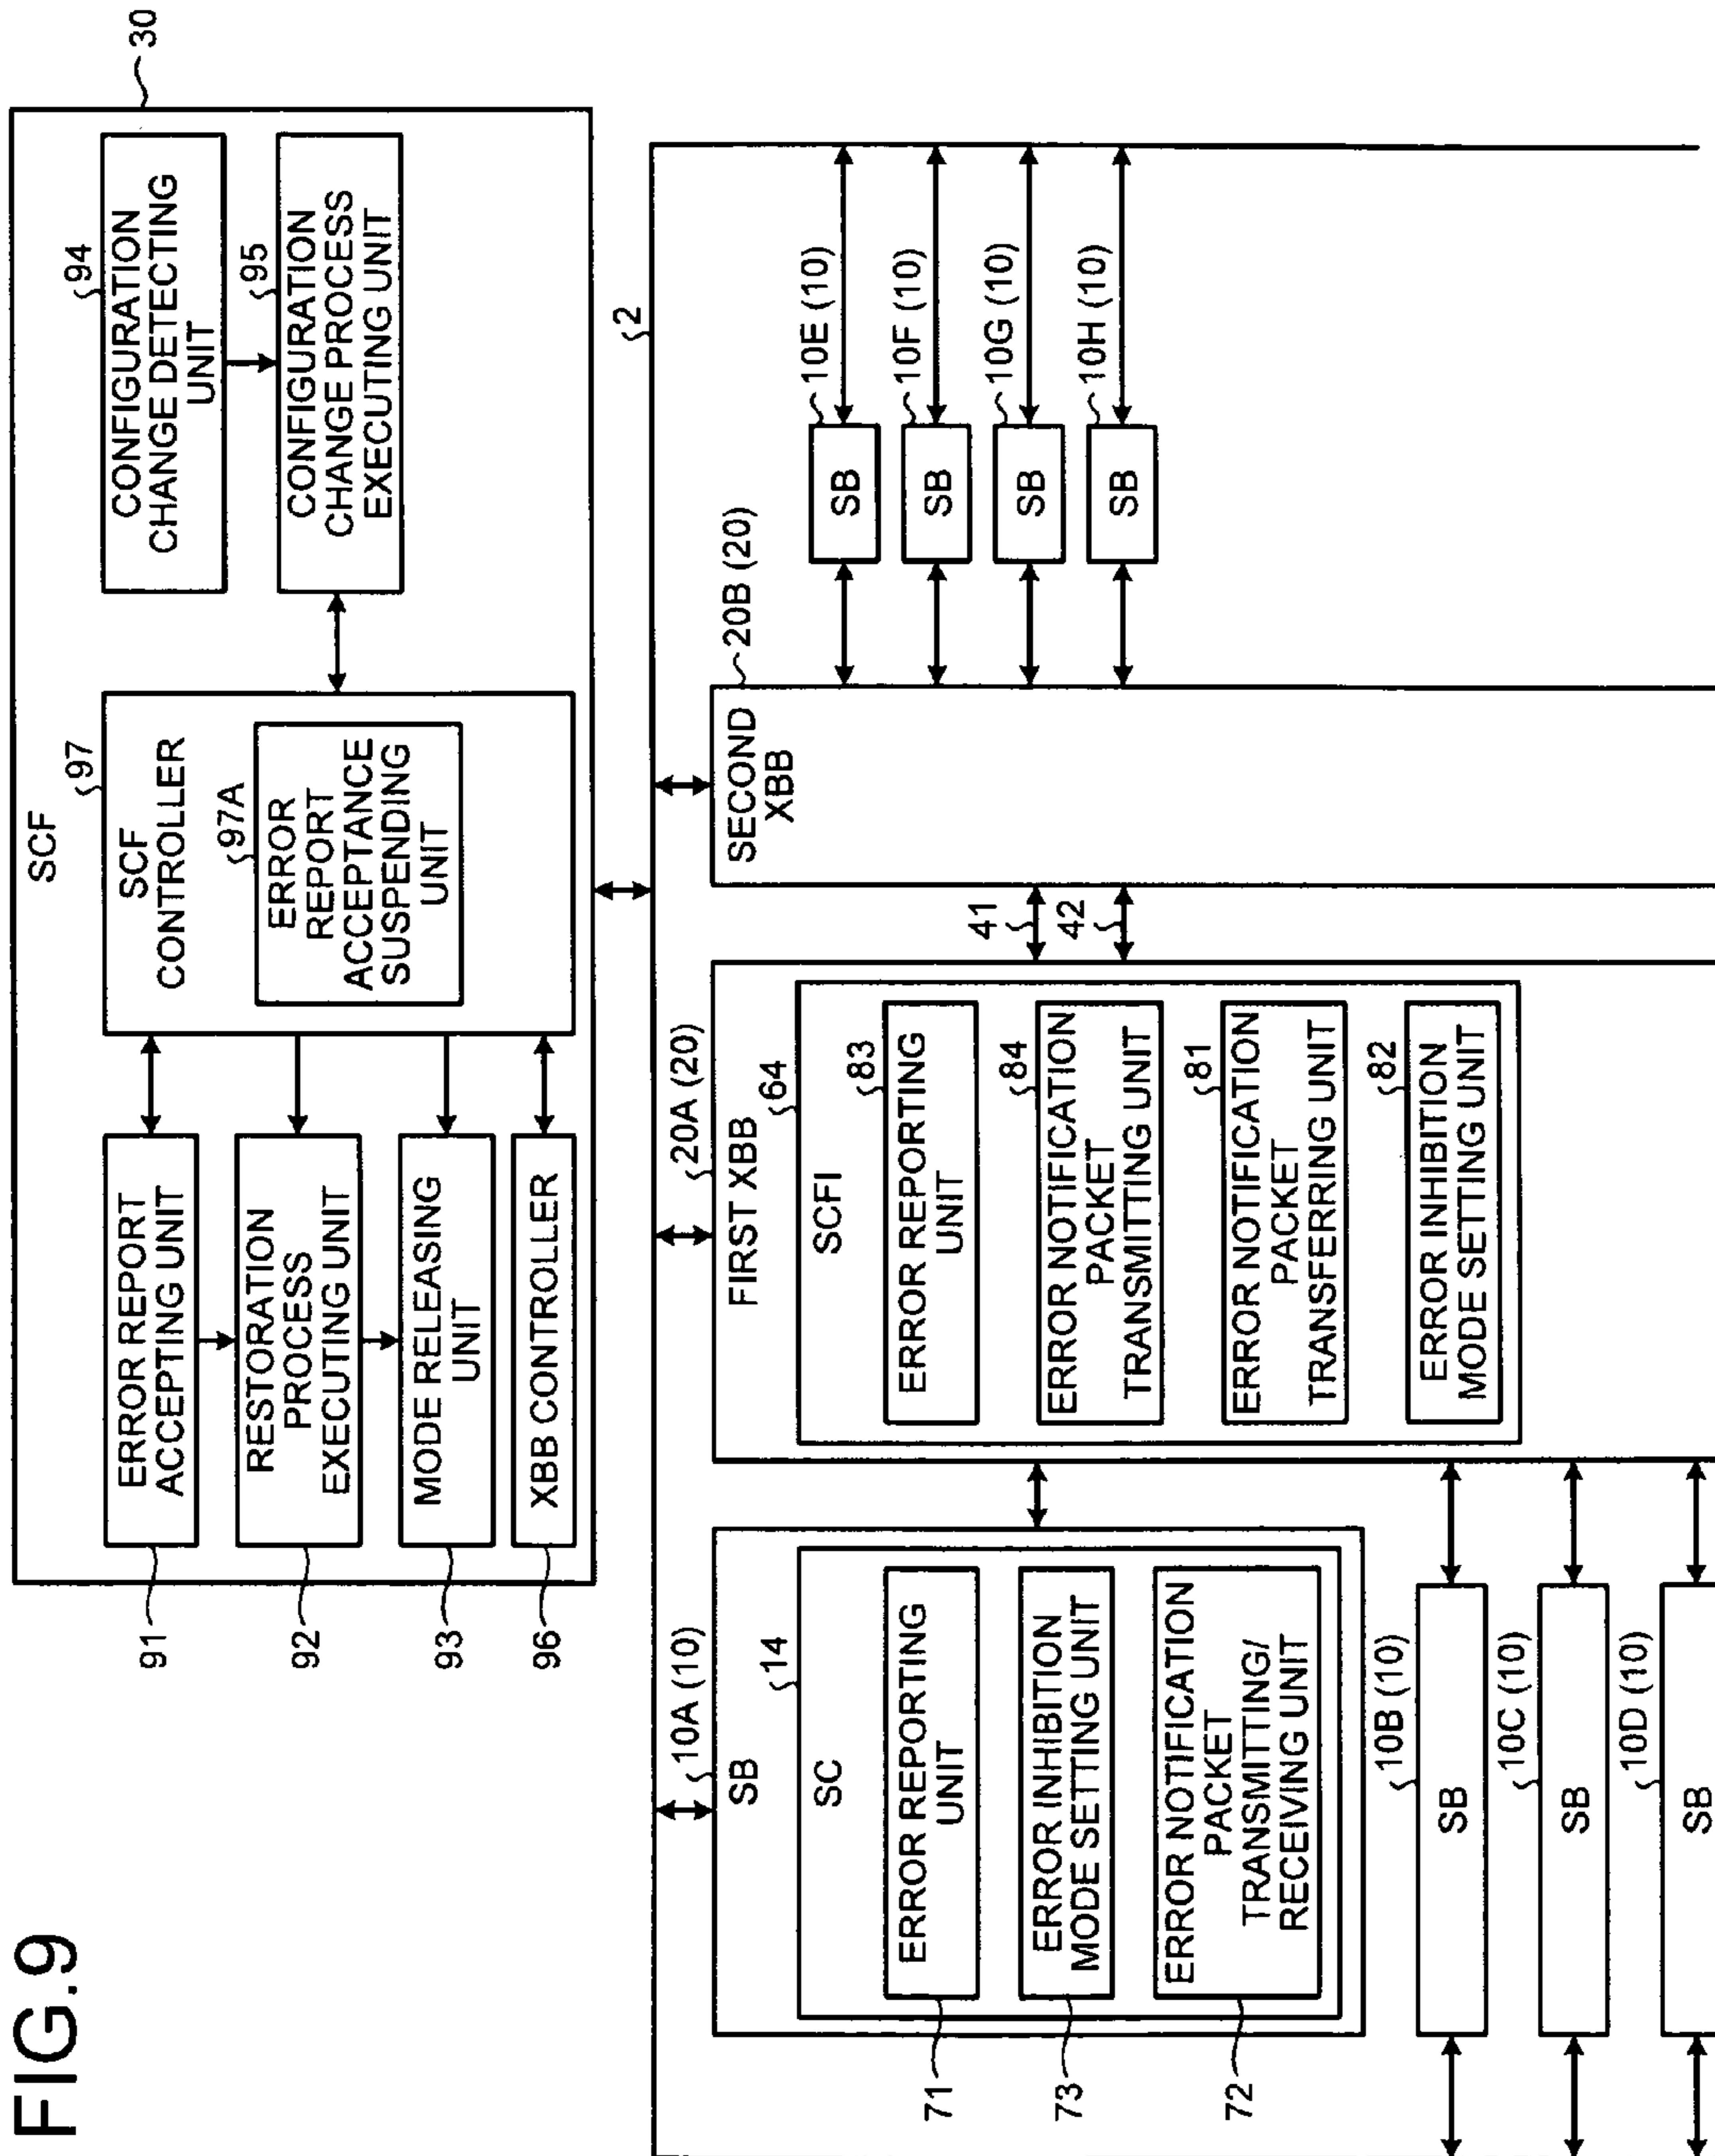 FIG.9
SCF
30
ERROR REPORT
ACCEPTING UNIT
91
RESTORATION
PROCESS
EXECUTING UNIT
92
MODE RELEASING
UNIT
93
XBB CONTROLLER
96
97
SCF
CONTROLLER
97A
ERROR
REPORT
ACCEPTANCE
SUSPENDING
UNIT
94
CONFIGURATION
CHANGE DETECTING
UNIT
95
CONFIGURATION
CHANGE PROCESS
EXECUTING UNIT
2
10A (10)
SB
14
SC
ERROR REPORTING
UNIT
71
ERROR INHIBITION
MODE SETTING UNIT
73
ERROR NOTIFICATION
PACKET
TRANSMITTING/
RECEIVING UNIT
72
10B (10)
SB
10C (10)
SB
10D (10)
SB
20A (20)
FIRST XBB
64
SCFI
83
ERROR REPORTING
UNIT
84
ERROR NOTIFICATION
PACKET
TRANSMITTING UNIT
81
ERROR NOTIFICATION
PACKET
TRANSFERRING UNIT
82
ERROR INHIBITION
MODE SETTING UNIT
41
42
20B (20)
SECOND
XBB
10E (10)
SB
10F (10)
SB
10G (10)
SB
10H (10)
SB